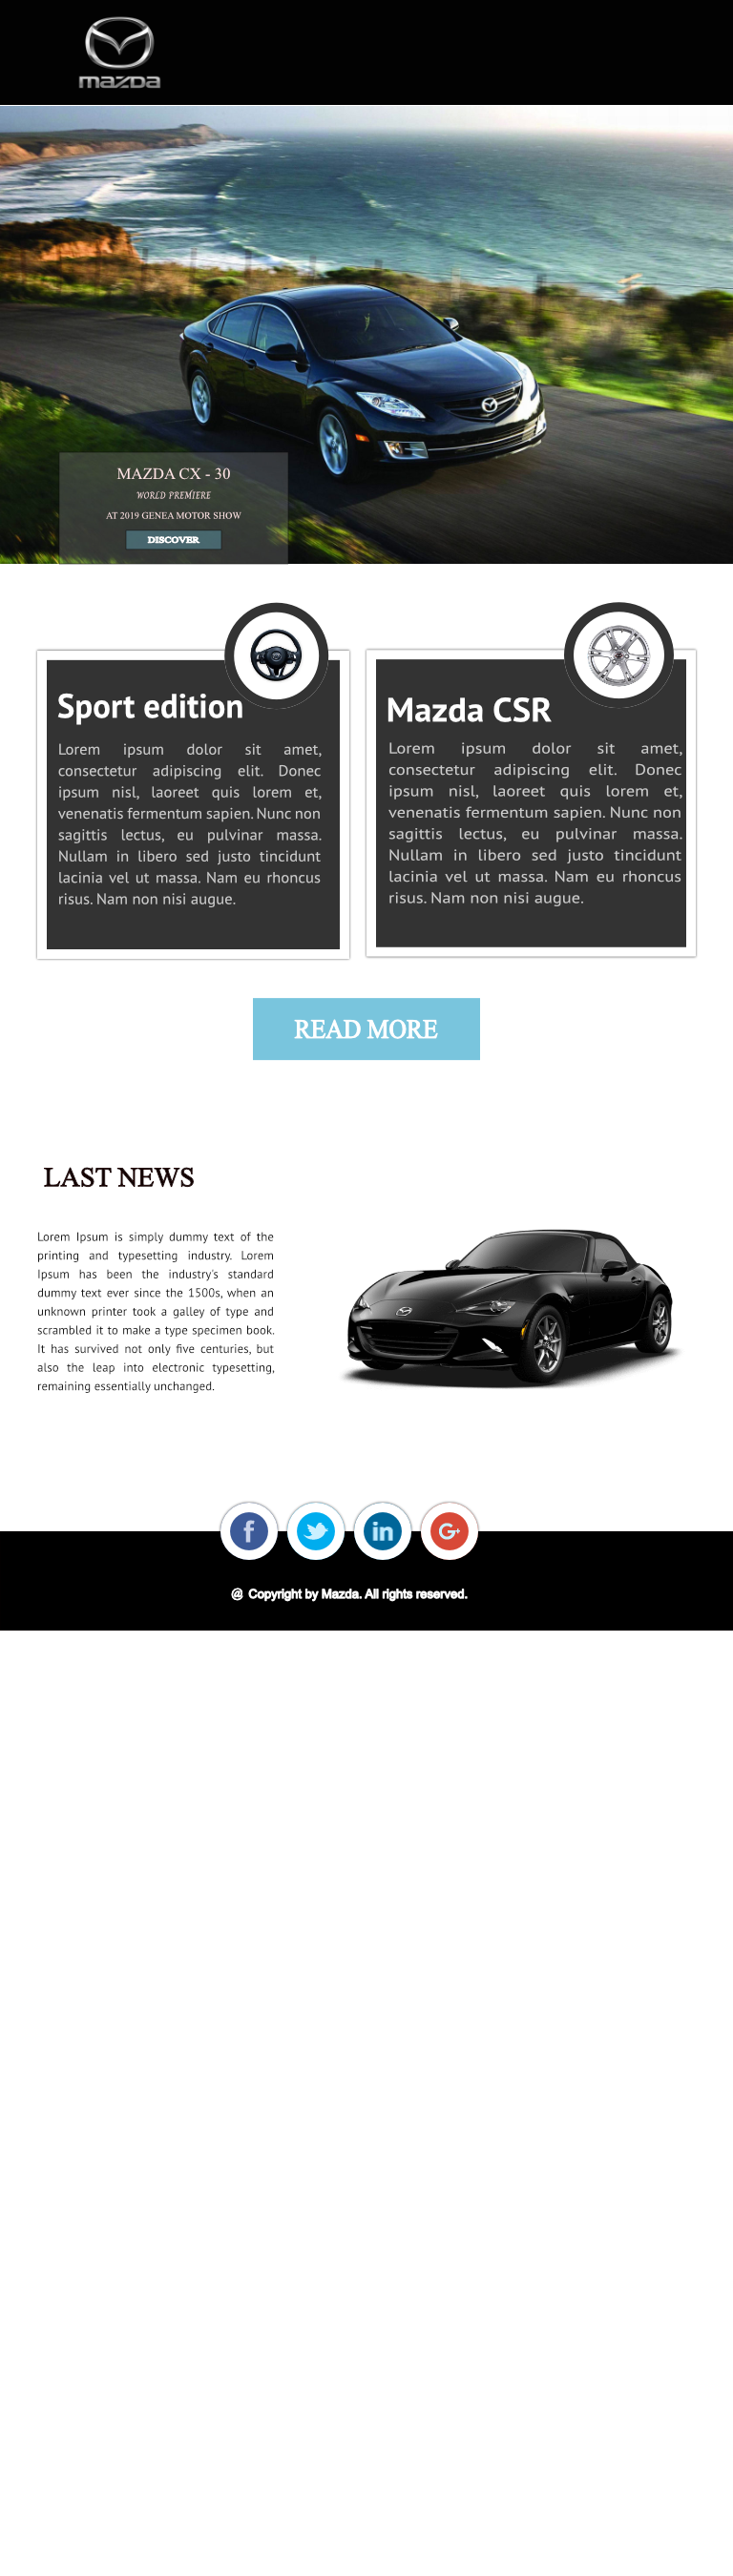 mazda
MAZDA CX - 30
WORLD PREMIERE
AT 2019 GENEA MOTOR SHOW
DISCOVER
Sport edition
Lorem ipsum dolor sit amet,
consectetur adipiscing elit. Donec
ipsum nisl, laoreet quis lorem et,
venenatis fermentum sapien. Nunc non
sagittis lectus, eu pulvinar massa.
Nullam in libero sed justo tincidunt
lacinia vel ut massa. Nam eu rhoncus
risus. Nam non nisi augue.
Mazda CSR
Lorem ipsum dolor sit amet,
consectetur adipiscing elit. Donec
ipsum nisl, laoreet quis lorem et,
venenatis fermentum sapien. Nunc non
sagittis lectus, eu pulvinar massa.
Nullam in libero sed justo tincidunt
lacinia vel ut massa. Nam eu rhoncus
risus. Nam non nisi augue.
READ MORE
LAST NEWS
Lorem Ipsum is simply dummy text of the
printing and typesetting industry. Lorem
Ipsum has been the industry's standard
dummy text ever since the 1500s, when an
unknown printer took a galley of type and
scrambled it to make a type specimen book.
It has survived not only five centuries, but
also the leap into electronic typesetting,
remaining essentially unchanged.
f in G+
@ Copyright by Mazda. All rights reserved.